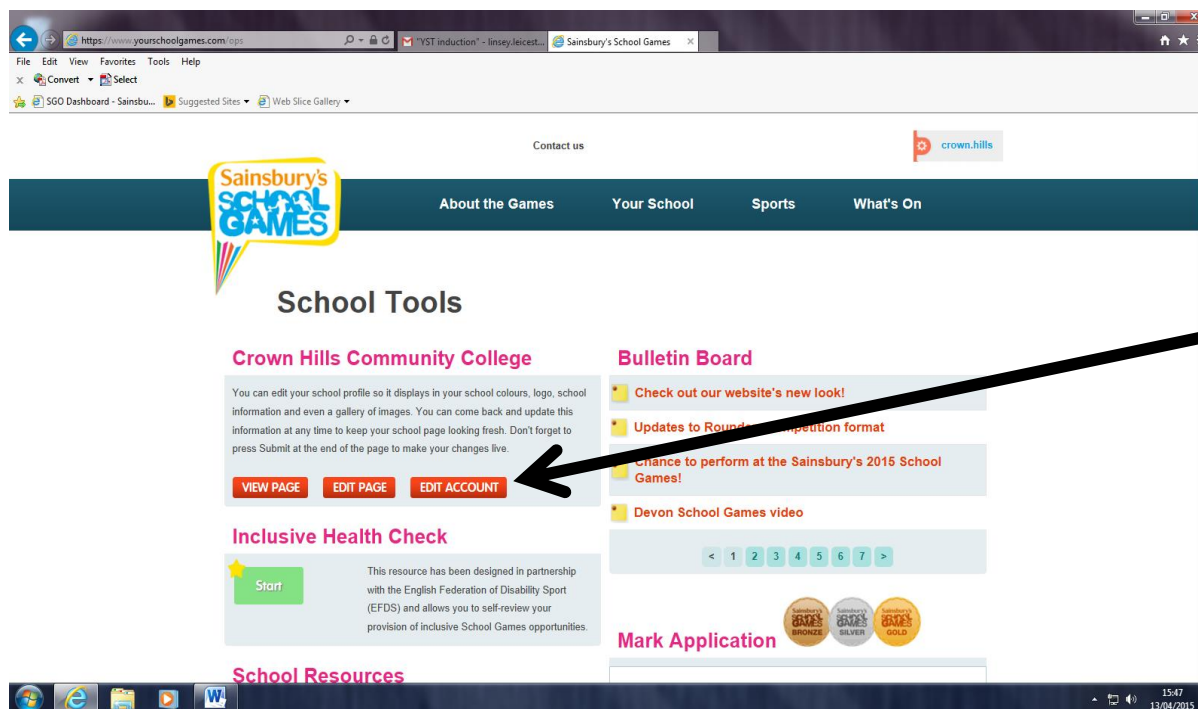 https://www.yourschoolgames.com/ops
"YST induction" - linsey.leicest...
Sainsbury's School Games
File Edit View Favorites Tools Help
Convert Select
SGO Dashboard - Sainsbu... Suggested Sites Web Slice Gallery
Contact us
crown.hills
Sainsbury's
SCHOOL
GAMES
About the Games Your School Sports What's On
School Tools
Crown Hills Community College
You can edit your school profile so it displays in your school colours, logo, school
information and even a gallery of images. You can come back and update this
information at any time to keep your school page looking fresh. Don't forget to
press Submit at the end of the page to make your changes live.
VIEW PAGE EDIT PAGE EDIT ACCOUNT
Inclusive Health Check
Start
This resource has been designed in partnership
with the English Federation of Disability Sport
(EFDS) and allows you to self-review your
provision of inclusive School Games opportunities.
School Resources
Bulletin Board
Check out our website's new look!
Updates to format
Chance to perform at the Sainsbury's 2015 School
Games!
Devon School Games video
< 1 2 3 4 5 6 7 >
Mark Application
Sainsbury's
GAMES
BRONZE
Sainsbury's
GAMES
SILVER
Sainsbury's
GAMES
GOLD
15:47
13/04/2015